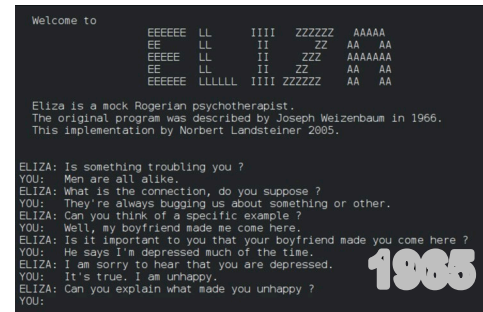 Welcome to
EEEEEE LL IIII ZZZZZZ AAAAA
EE LL II ZZ AA AA
EEEEE LL II ZZZ AAAAAAA
EE LL II ZZ AA AA
EEEEEE LLLLLL IIII ZZZZZZ AA AA
Eliza is a mock Rogerian psychotherapist.
The original program was described by Joseph Weizenbaum in 1966.
This implementation by Norbert Landsteiner 2005.
ELIZA: Is something troubling you ?
YOU: Men are all alike.
ELIZA: What is the connection, do you suppose ?
YOU: They're always bugging us about something or other.
ELIZA: Can you think of a specific example ?
YOU: Well, my boyfriend made me come here.
ELIZA: Is it important to you that your boyfriend made you come here ?
YOU: He says I'm depressed much of the time.
ELIZA: I am sorry to hear that you are depressed.
YOU: It's true. I am unhappy.
ELIZA: Can you explain what made you unhappy ?
YOU:
1965